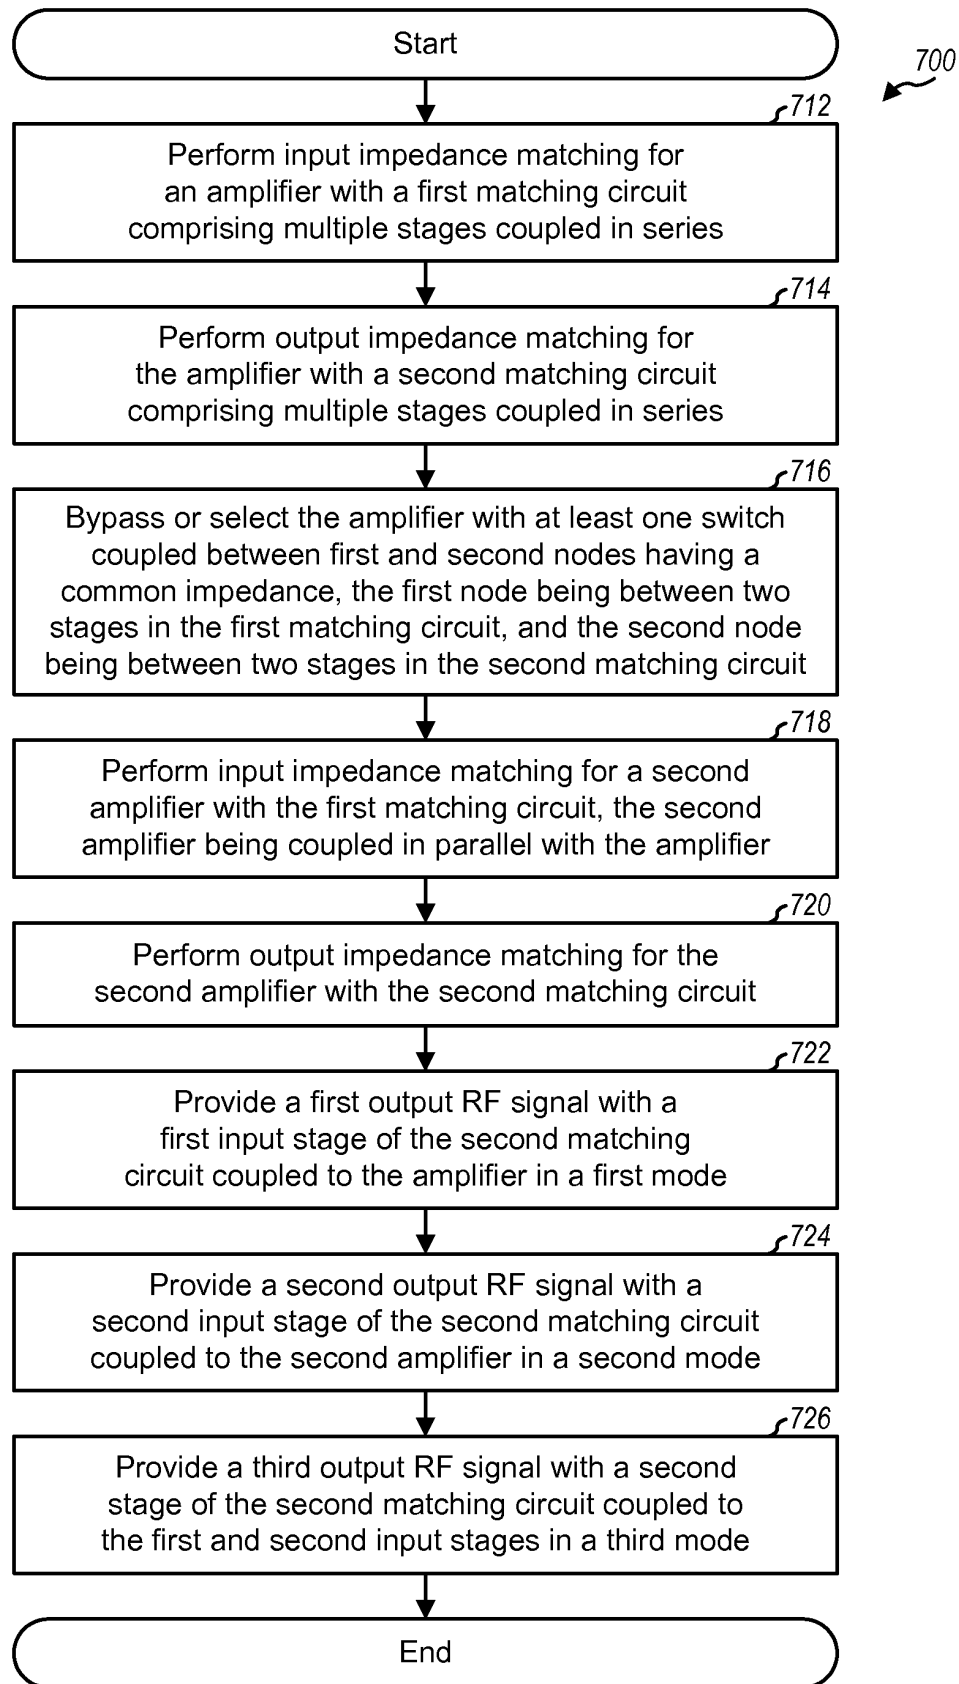 Start
700
712
Perform input impedance matching for
an amplifier with a first matching circuit
comprising multiple stages coupled in series
714
Perform output impedance matching for
the amplifier with a second matching circuit
comprising multiple stages coupled in series
716
Bypass or select the amplifier with at least one switch
coupled between first and second nodes having a
common impedance, the first node being between two
stages in the first matching circuit, and the second node
being between two stages in the second matching circuit
718
Perform input impedance matching for a second
amplifier with the first matching circuit, the second
amplifier being coupled in parallel with the amplifier
720
Perform output impedance matching for the
second amplifier with the second matching circuit
722
Provide a first output RF signal with a
first input stage of the second matching
circuit coupled to the amplifier in a first mode
724
Provide a second output RF signal with a
second input stage of the second matching circuit
coupled to the second amplifier in a second mode
726
Provide a third output RF signal with a second
stage of the second matching circuit coupled to
the first and second input stages in a third mode
End